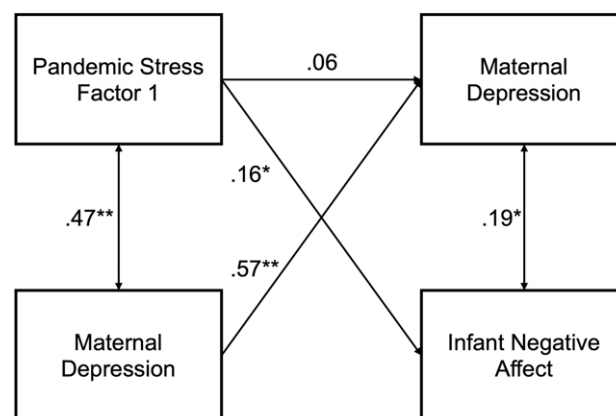 Pandemic Stress
Factor 1
.06
Maternal
Depression
.16*
.47**
.19*
.57**
Maternal
Depression
Infant Negative
Affect